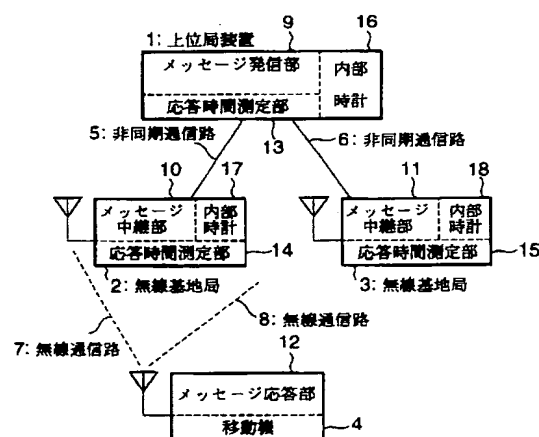 9
16
1: 上位局装置
メッセージ発信部
内部
時計
応答時間測定部
13
5: 非同期通信路
6: 非同期通信路
10
17
11
18
メッセージ
中継部
内部
時計
応答時間測定部
14
メッセージ
中継部
内部
時計
応答時間測定部
15
2: 無線基地局
3: 無線基地局
8: 無線通信路
7: 無線通信路
12
メッセージ応答部
移動機
4